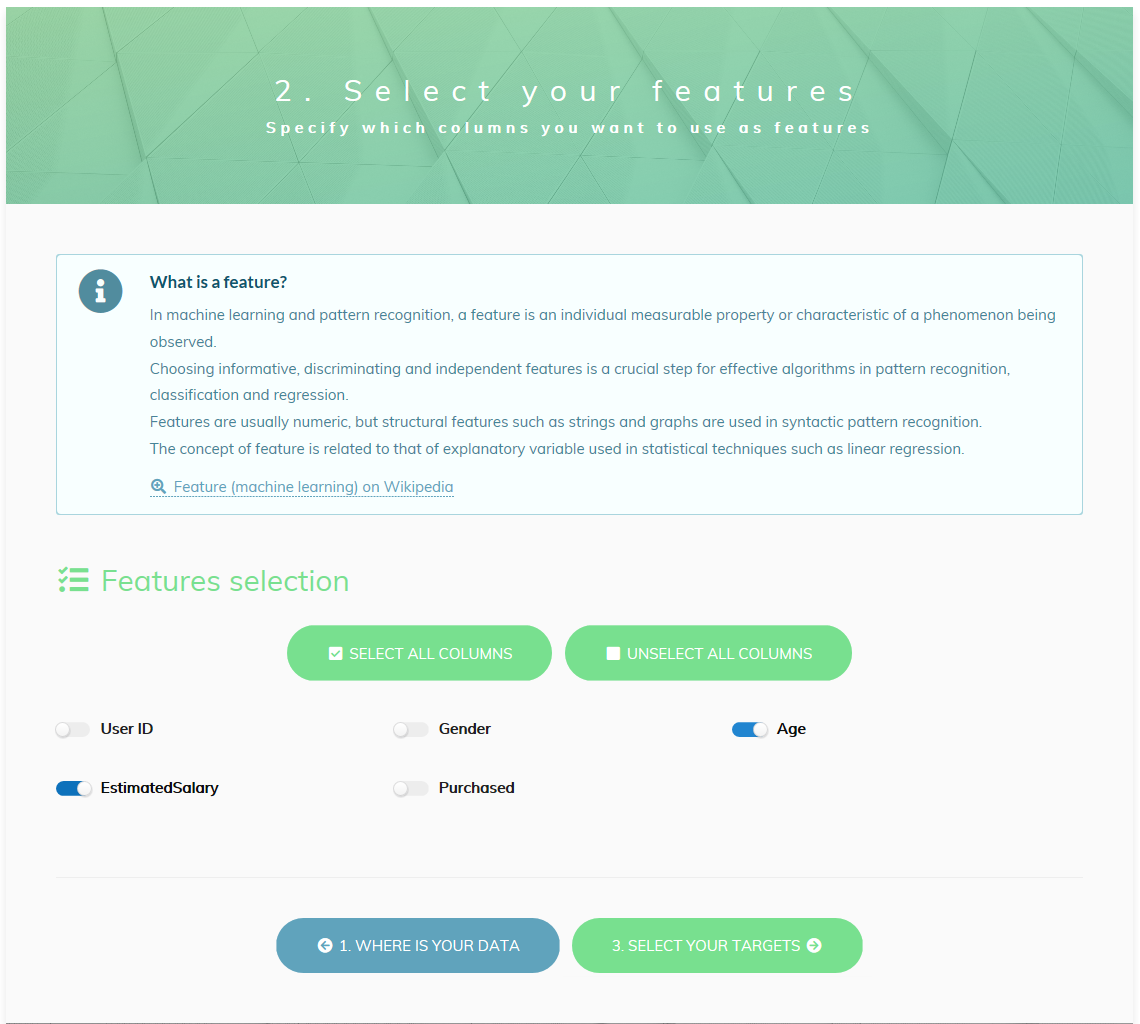 2. Select your features
Specify which columns you want to use as features
What is a feature?
In machine learning and pattern recognition, a feature is an individual measurable property or characteristic of a phenomenon being
observed.
Choosing informative, discriminating and independent features is a crucial step for effective algorithms in pattern recognition,
classification and regression.
Features are usually numeric, but structural features such as strings and graphs are used in syntactic pattern recognition.
The concept of feature is related to that of explanatory variable used in statistical techniques such as linear regression.
Feature (machine learning) on Wikipedia
Features selection
SELECT ALL COLUMNS
UNSELECT ALL COLUMNS
User ID
Gender
Age
EstimatedSalary
Purchased
1. WHERE IS YOUR DATA
3. SELECT YOUR TARGETS